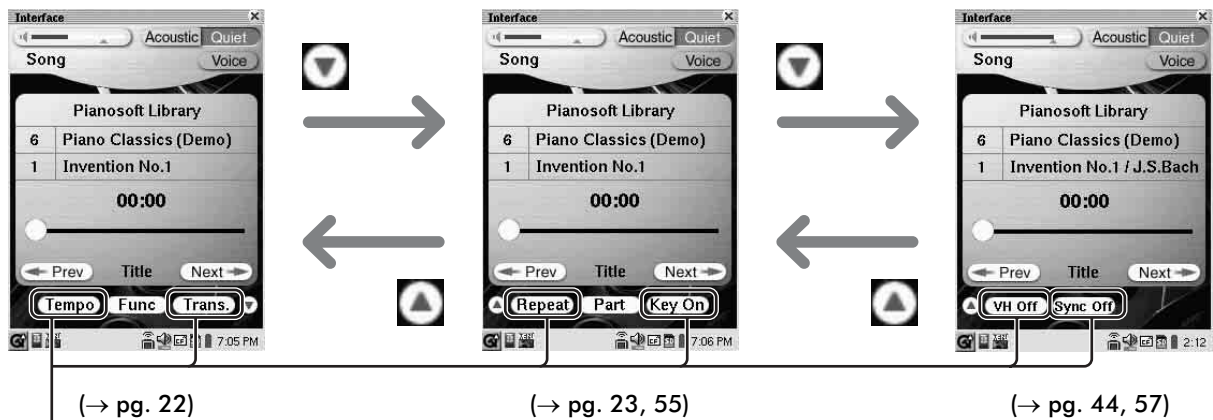 Interface ×
Acoustic Quiet
Song Voice
Pianosoft Library
6 Piano Classics (Demo)
1 Invention No.1
00:00
Prev Title Next
Tempo Func Trans.
7:05 PM
(→ pg. 22)
Interface ×
Acoustic Quiet
Song Voice
Pianosoft Library
6 Piano Classics (Demo)
1 Invention No.1
00:00
Prev Title Next
Repeat Part Key On
7:06 PM
(→ pg. 23, 55)
Interface ×
Acoustic Quiet
Song Voice
Pianosoft Library
6 Piano Classics (Demo)
1 Invention No.1 / J.S.Bach
00:00
Prev Title Next
VH Off Sync Off
2:12
(→ pg. 44, 57)